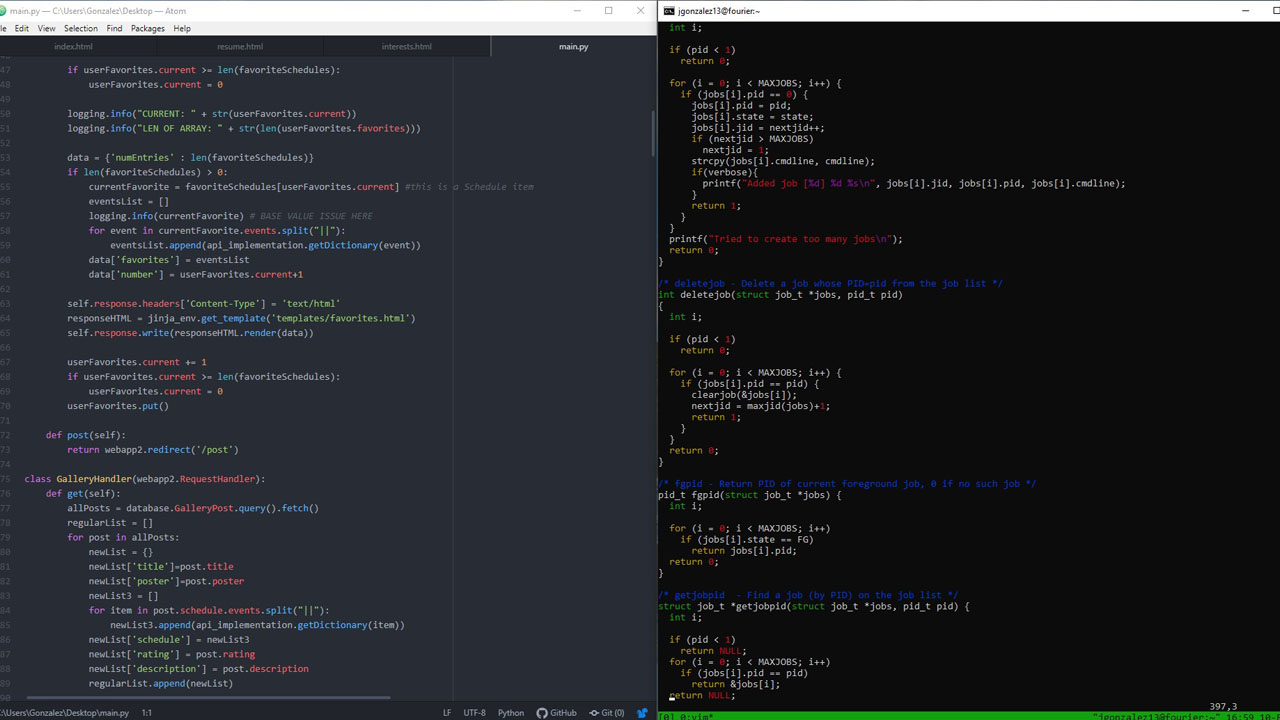 main.py — C:\Users\Gonzalez\Desktop — Atom
Edit View Selection Find Packages Help
index.html resume.html interests.html main.py
47 if userFavorites.current >= len(favoriteSchedules):
48 userFavorites.current = 0
49
50 logging.info("CURRENT: " + str(userFavorites.current))
51 logging.info("LEN OF ARRAY: " + str(len(userFavorites.favorites)))
52
53 data = {'numEntries' : len(favoriteSchedules)}
54 if len(favoriteSchedules) > 0:
55 currentFavorite = favoriteSchedules[userFavorites.current] #this is a Schedule item
56 eventsList = []
57 logging.info(currentFavorite) # BASE VALUE ISSUE HERE
58 for event in currentFavorite.events.split("||"):
59 eventsList.append(api_implementation.getDictionary(event))
60 data['favorites'] = eventsList
61 data['number'] = userFavorites.current+1
62
63 self.response.headers['Content-Type'] = 'text/html'
64 responseHTML = jinja_env.get_template('templates/favorites.html')
65 self.response.write(responseHTML.render(data))
66
67 userFavorites.current += 1
68 if userFavorites.current >= len(favoriteSchedules):
69 userFavorites.current = 0
70 userFavorites.put()
71
72 def post(self):
73 return webapp2.redirect('/post')
74
75 class GalleryHandler(webapp2.RequestHandler):
76 def get(self):
77 allPosts = database.GalleryPost.query().fetch()
78 regularList = []
79 for post in allPosts:
80 newList = {}
81 newList['title']=post.title
82 newList['poster']=post.poster
83 newList3 = []
84 for item in post.schedule.events.split("||"):
85 newList3.append(api_implementation.getDictionary(item))
86 newList['schedule'] = newList3
87 newList['rating'] = post.rating
88 newList['description'] = post.description
89 regularList.append(newList)
90
C:\Users\Gonzalez\Desktop\main.py 1:1 LF UTF-8 Python GitHub Git (0)
jgonzalez13@fourier:~
int i;
if (pid < 1)
return 0;
for (i = 0; i < MAXJOBS; i++) {
if (jobs[i].pid == 0) {
jobs[i].pid = pid;
jobs[i].state = state;
jobs[i].jid = nextjid++;
if (nextjid > MAXJOBS)
nextjid = 1;
strcpy(jobs[i].cmdline, cmdline);
if(verbose){
printf("Added job [%d] %d %s\n", jobs[i].jid, jobs[i].pid, jobs[i].cmdline);
}
return 1;
}
}
printf("Tried to create too many jobs\n");
return 0;
}
/* deletejob - Delete a job whose PID=pid from the job list */
int deletejob(struct job_t *jobs, pid_t pid)
{
int i;
if (pid < 1)
return 0;
for (i = 0; i < MAXJOBS; i++) {
if (jobs[i].pid == pid) {
clearjob(&jobs[i]);
nextjid = maxjid(jobs)+1;
return 1;
}
}
return 0;
}
/* fgpid - Return PID of current foreground job, 0 if no such job */
pid_t fgpid(struct job_t *jobs) {
int i;
for (i = 0; i < MAXJOBS; i++)
if (jobs[i].state == FG)
return jobs[i].pid;
return 0;
}
/* getjobpid - Find a job (by PID) on the job list */
struct job_t *getjobpid(struct job_t *jobs, pid_t pid) {
int i;
if (pid < 1)
return NULL;
for (i = 0; i < MAXJOBS; i++)
if (jobs[i].pid == pid)
return &jobs[i];
return NULL;
397,3
[0] 0:vim* "jgonzalez13@fourier:~" 16:59